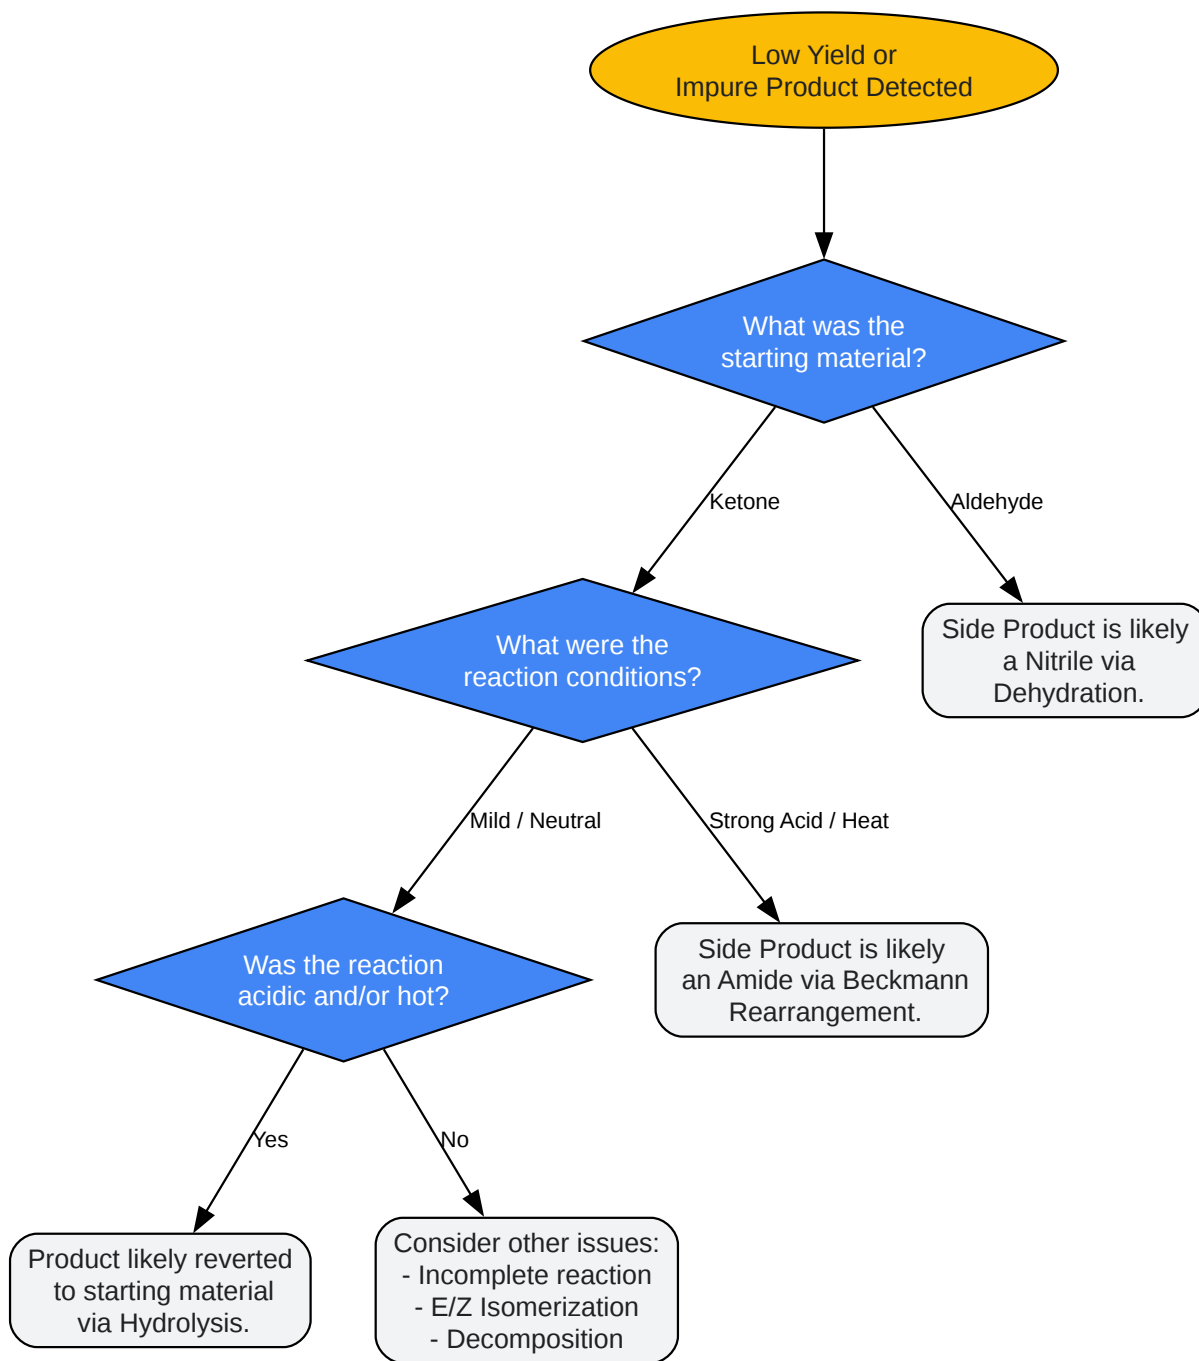 Low Yield or
Impure Product Detected
What was the
starting material?
Ketone
Aldehyde
What were the
reaction conditions?
Side Product is likely
a Nitrile via
Dehydration.
Mild / Neutral
Strong Acid / Heat
Was the reaction
acidic and/or hot?
Side Product is likely
an Amide via Beckmann
Rearrangement.
Yes
No
Product likely reverted
to starting material
via Hydrolysis.
Consider other issues:
- Incomplete reaction
- E/Z Isomerization
- Decomposition